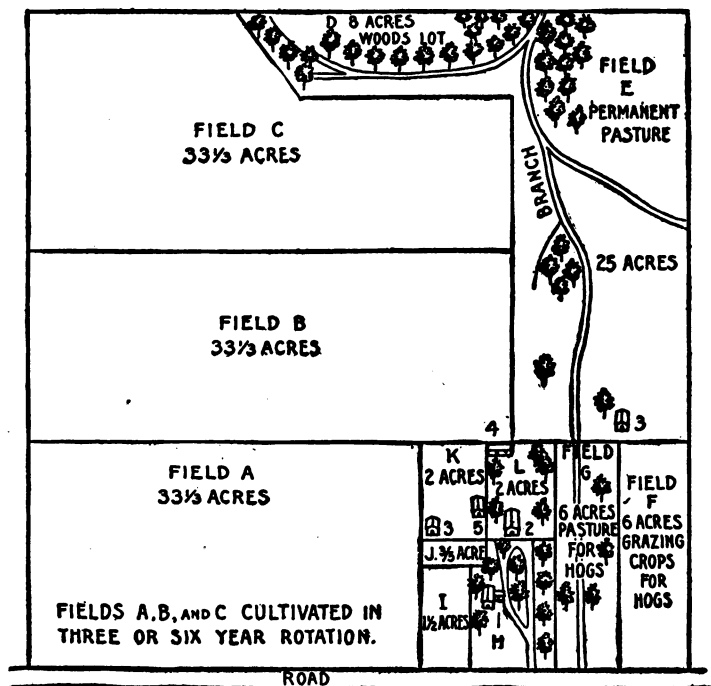 D 8 ACRES
WOODS LOT
FIELD
E
PERMANENT
PASTURE
FIELD C
33⅓ ACRES
BRANCH
25 ACRES
FIELD B
33⅓ ACRES
3
4
FIELD A
33⅓ ACRES
K
2 ACRES
3
5
L
2 ACRES
2
FIELD
G
6 ACRES
PASTURE
FOR
HOGS
FIELD
F
6 ACRES
GRAZING
CROPS
FOR
HOGS
J. ⅔ ACRE
I
1½ ACRES
1
H
FIELDS A, B, AND C CULTIVATED IN
THREE OR SIX YEAR ROTATION.
ROAD